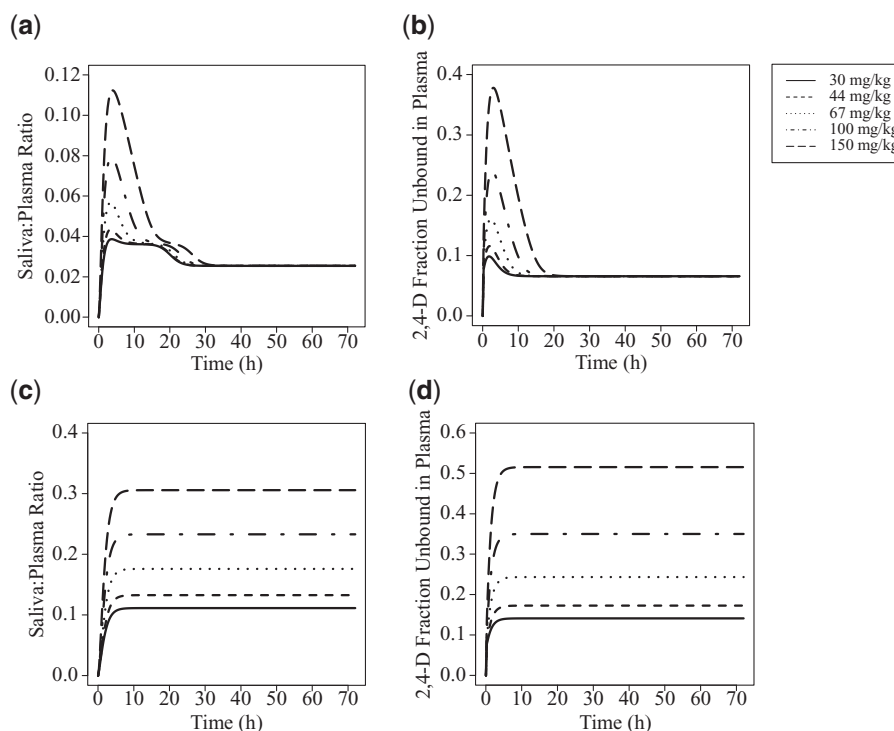 (a)
Saliva:Plasma Ratio
0.12
0.10
0.08
0.06
0.04
0.02
0.00
0 10 20 30 40 50 60 70
Time (h)
(b)
2,4-D Fraction Unbound in Plasma
0.4
0.3
0.2
0.1
0.0
0 10 20 30 40 50 60 70
Time (h)
30 mg/kg
44 mg/kg
67 mg/kg
100 mg/kg
150 mg/kg
(c)
Saliva:Plasma Ratio
0.4
0.3
0.2
0.1
0.0
0 10 20 30 40 50 60 70
Time (h)
(d)
2,4-D Fraction Unbound in Plasma
0.6
0.5
0.4
0.3
0.2
0.1
0.0
0 10 20 30 40 50 60 70
Time (h)